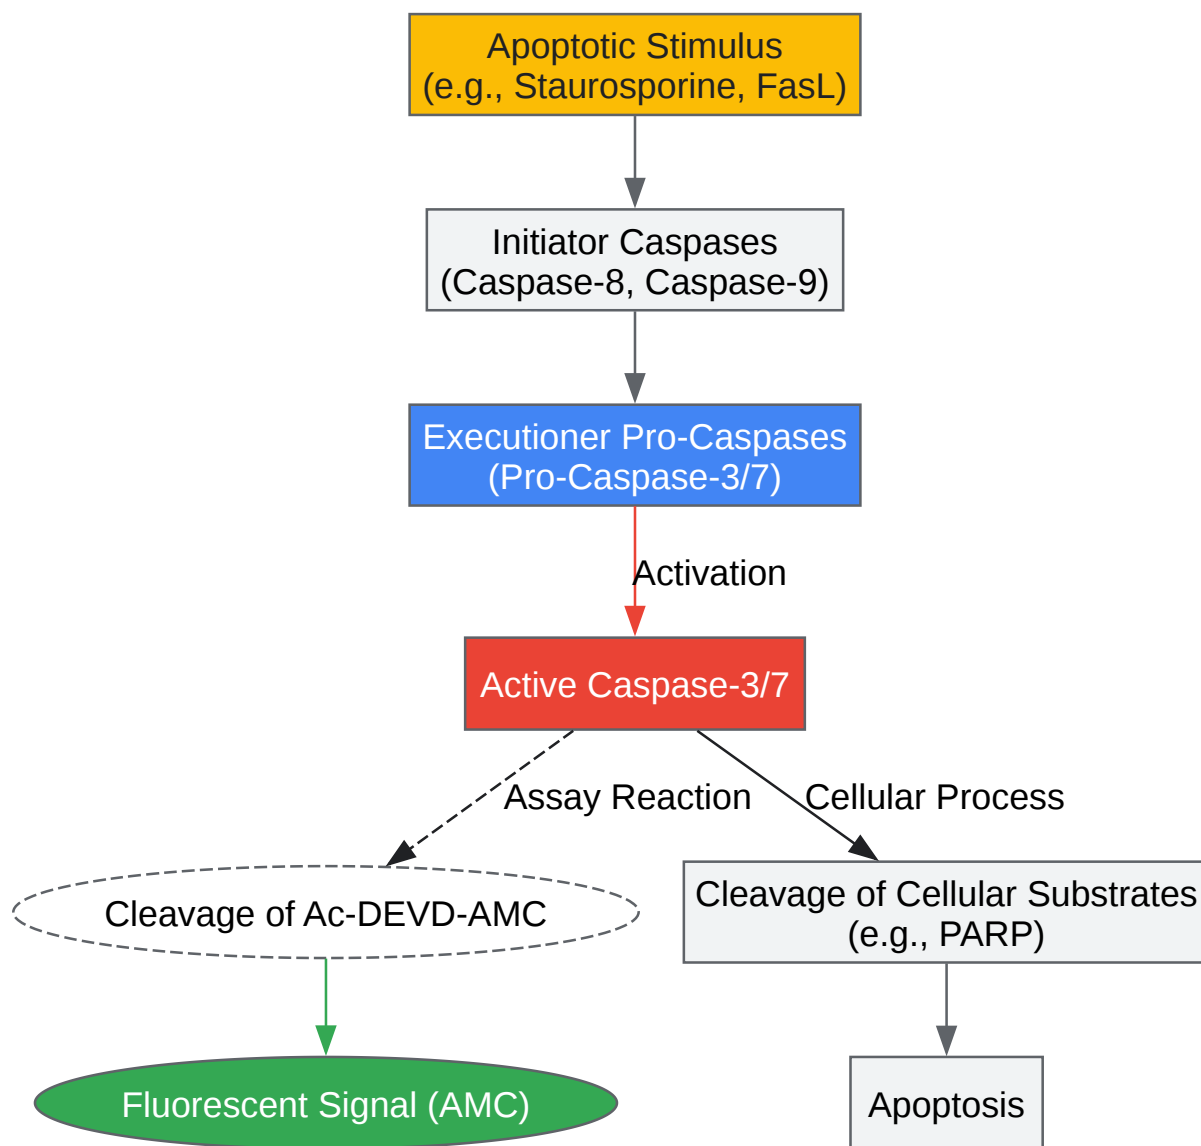 Apoptotic Stimulus
(e.g., Staurosporine, FasL)
Initiator Caspases
(Caspase-8, Caspase-9)
Executioner Pro-Caspases
(Pro-Caspase-3/7)
Activation
Active Caspase-3/7
Assay Reaction
Cellular Process
Cleavage of Ac-DEVD-AMC
Cleavage of Cellular Substrates
(e.g., PARP)
Fluorescent Signal (AMC)
Apoptosis